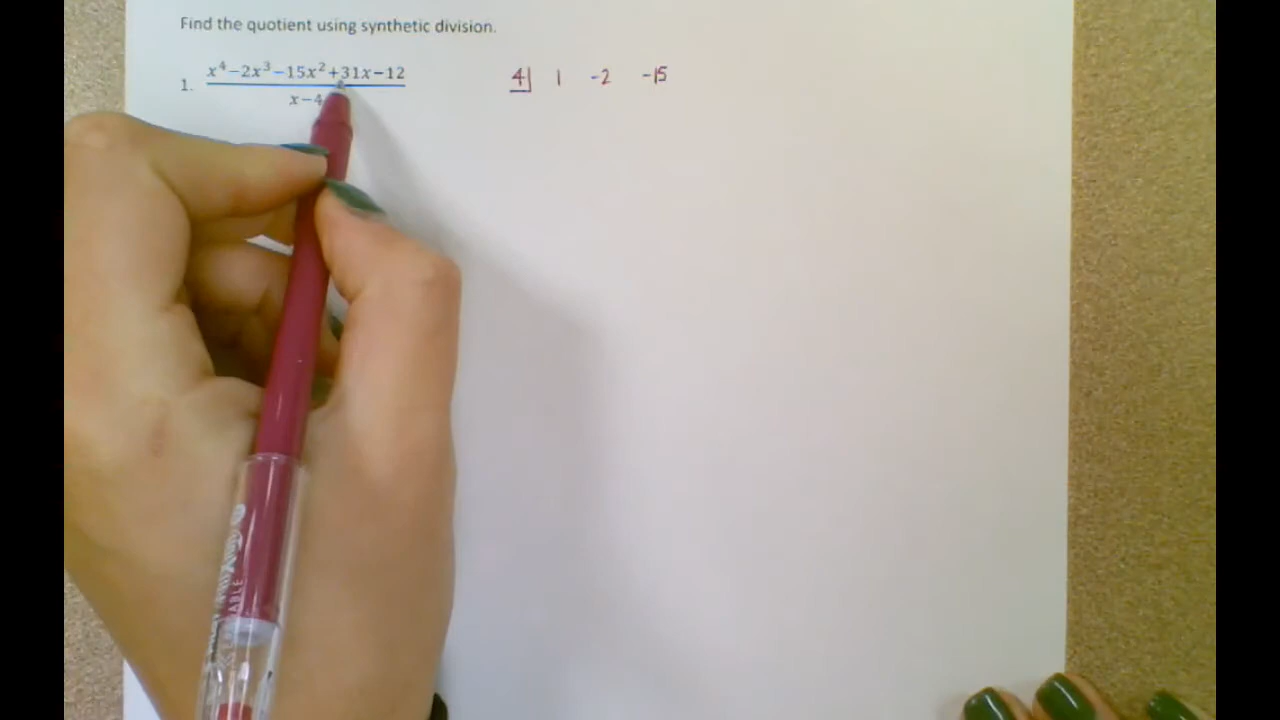 Find the quotient using synthetic division.
1. x⁴−2x³−15x²+31x−12
x−4
4 1 -2 -15